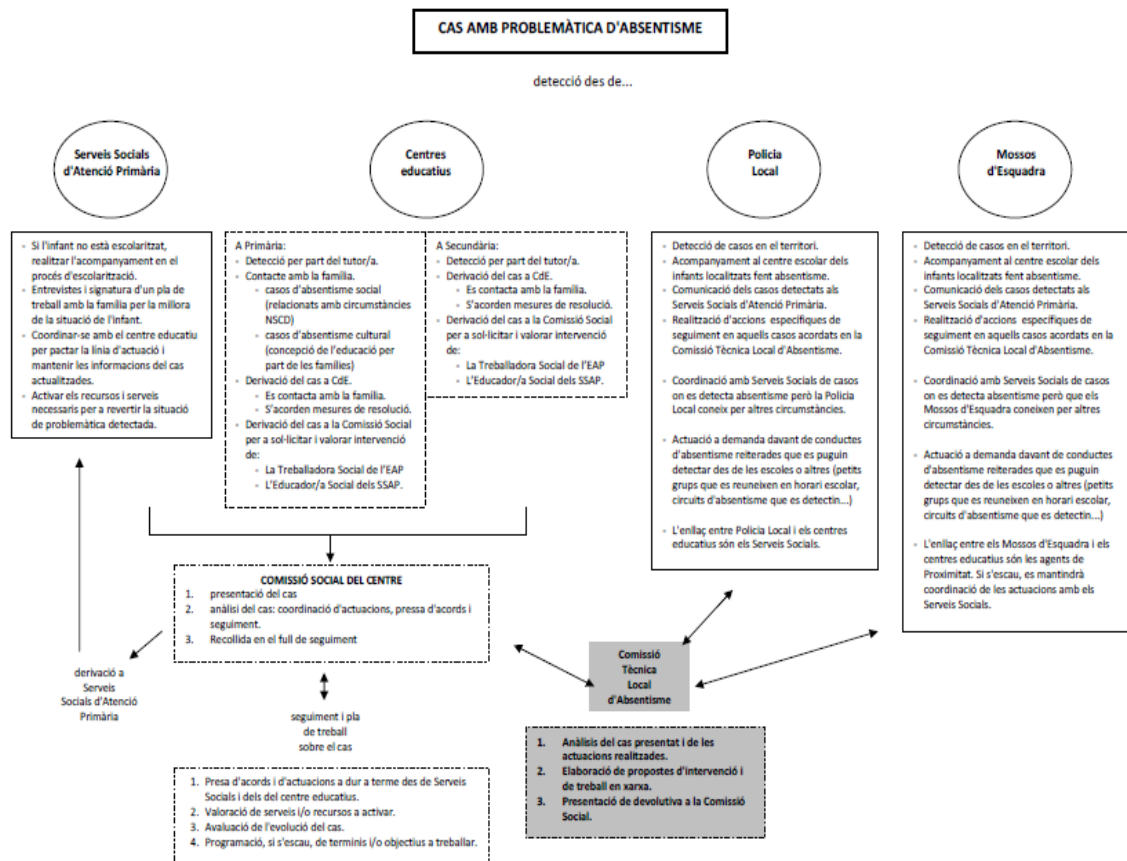 CAS AMB PROBLEMÀTICA D'ABSENTISME
detecció des de...
Serveis Socials
d'Atenció Primària
Centres
educatius
Policia
Local
Mossos
d'Esquadra
- Si l'infant no està escolaritzat,
realitzar l'acompanyament en el
procés d'escolarització.
- Entrevistes i signatura d'un pla de
treball amb la família per la millora
de la situació de l'infant.
- Coordinar-se amb el centre educatiu
per pactar la línia d'actuació i
mantenir les informacions del cas
actualitzades.
- Activar els recursos i serveis
necessaris per a revertir la situació
de problemàtica detectada.
A Primària:
- Detecció per part del tutor/a.
- Contacte amb la família.
- casos d'absentisme social
(relacionats amb circumstàncies
NSCD)
- casos d'absentisme cultural
(concepció de l'educació per
part de les famílies)
- Derivació del cas a CdE.
- Es contacta amb la família.
- S'acorden mesures de resolució.
- Derivació del cas a la Comissió Social
per a sol·licitar i valorar intervenció
de:
- La Treballadora Social de l'EAP
- L'Educador/a Social dels SSAP.
A Secundària:
- Detecció per part del tutor/a.
- Derivació del cas a CdE.
- Es contacta amb la família.
- S'acorden mesures de resolució.
- Derivació del cas a la Comissió Social
per a sol·licitar i valorar intervenció
de:
- La Treballadora Social de l'EAP
- L'Educador/a Social dels SSAP.
- Detecció de casos en el territori.
- Acompanyament al centre escolar dels
infants localitzats fent absentisme.
- Comunicació dels casos detectats als
Serveis Socials d'Atenció Primària.
- Realització d'accions específiques de
seguiment en aquells casos acordats en la
Comissió Tècnica Local d'Absentisme.
- Coordinació amb Serveis Socials de casos
on es detecta absentisme però la Policia
Local coneix per altres circumstàncies.
- Actuació a demanda davant de conductes
d'absentisme reiterades que es puguin
detectar des de les escoles o altres (petits
grups que es reuneixen en horari escolar,
circuits d'absentisme que es detectin...)
- L'enllaç entre Policia Local i els centres
educatius són els Serveis Socials.
- Detecció de casos en el territori.
- Acompanyament al centre escolar dels
infants localitzats fent absentisme.
- Comunicació dels casos detectats als
Serveis Socials d'Atenció Primària.
- Realització d'accions específiques de
seguiment en aquells casos acordats en la
Comissió Tècnica Local d'Absentisme.
- Coordinació amb Serveis Socials de casos
on es detecta absentisme però que els
Mossos d'Esquadra coneixen per altres
circumstàncies.
- Actuació a demanda davant de conductes
d'absentisme reiterades que es puguin
detectar des de les escoles o altres (petits
grups que es reuneixen en horari escolar,
circuits d'absentisme que es detectin...)
- L'enllaç entre els Mossos d'Esquadra i els
centres educatius són les agents de
Proximitat. Si s'escau, es mantindrà
coordinació de les actuacions amb els
Serveis Socials.
COMISSIÓ SOCIAL DEL CENTRE
1. presentació del cas
2. anàlisi del cas: coordinació d'actuacions, pressa d'acords i
seguiment.
3. Recollida en el full de seguiment
derivació a
Serveis
Socials d'Atenció
Primària
seguiment i pla
de treball
sobre el cas
1. Presa d'acords i d'actuacions a dur a terme des de Serveis
Socials i dels del centre educatius.
2. Valoració de serveis i/o recursos a activar.
3. Avaluació de l'evolució del cas.
4. Programació, si s'escau, de terminis i/o objectius a treballar.
Comissió
Tècnica
Local
d'Absentisme
1. Anàlisis del cas presentat i de les
actuacions realitzades.
2. Elaboració de propostes d'intervenció i
de treball en xarxa.
3. Presentació de devolutiva a la Comissió
Social.